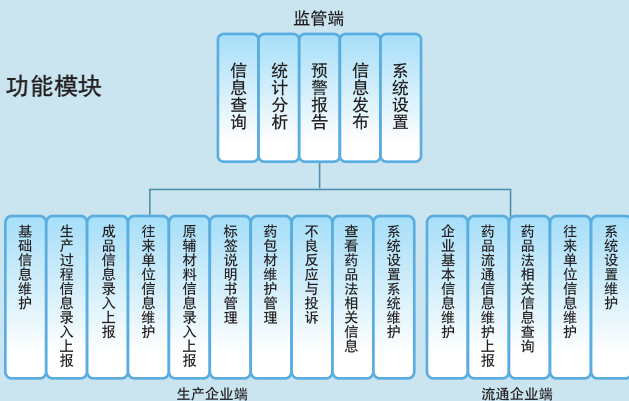 监管端
功能模块
信息查询
统计分析
预警报告
信息发布
系统设置
基础信息维护
生产过程信息录入上报
成品信息录入上报
往来单位信息维护
原辅材料信息录入上报
标签说明书管理
药包材维护管理
不良反应与投诉
查看药品法相关信息
系统设置系统维护
企业基本信息维护
药品流通信息维护上报
药品法相关信息查询
往来单位信息维护
系统设置维护
生产企业端
流通企业端